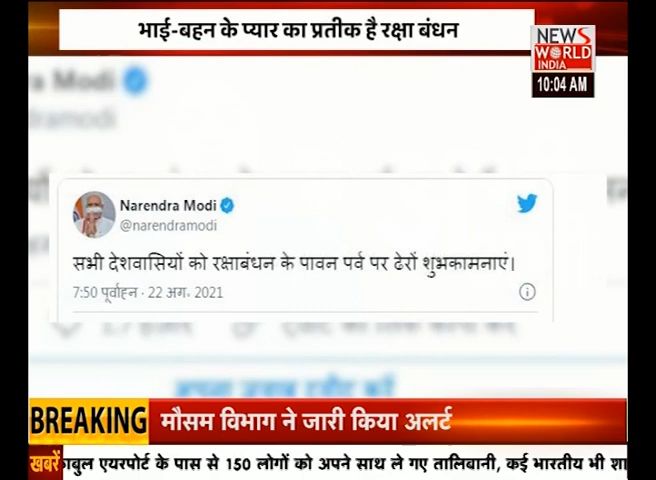 भाई-बहन के प्यार का प्रतीक है रक्षा बंधन
NEWS
WORLD
INDIA
10:04 AM
Modi
Narendra Modi
@narendramodi
सभी देशवासियों को रक्षाबंधन के पावन पर्व पर ढेरों शुभकामनाएं।
7:50 पूर्वाह्न · 22 अग॰ 2021
BREAKING
मौसम विभाग ने जारी किया अलर्ट
खबरें
एयरपोर्ट के पास से 150 लोगों को अपने साथ ले गए तालिबानी, कई भारतीय भी